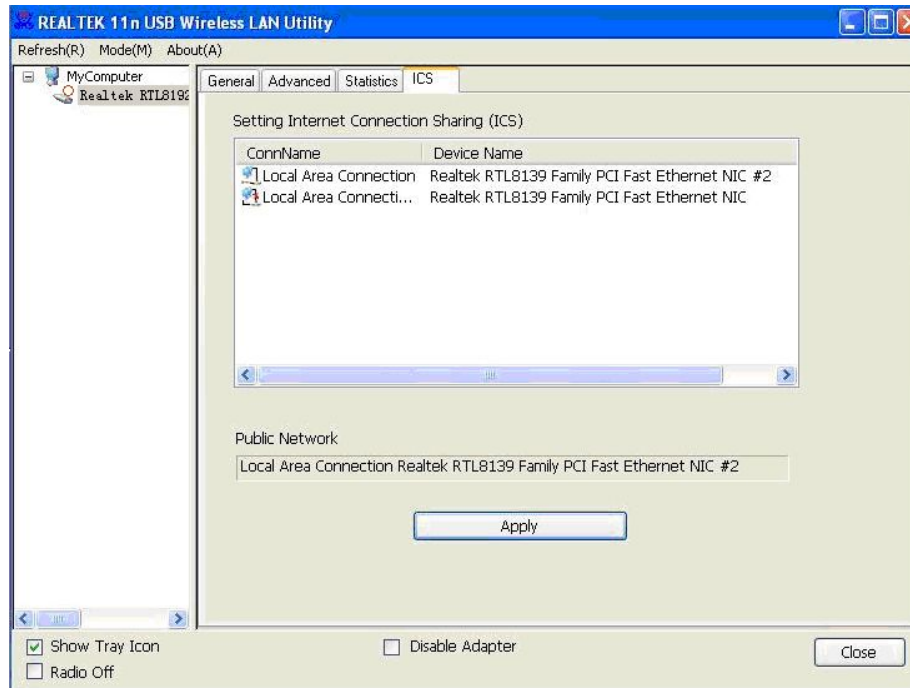 REALTEK 11n USB Wireless LAN Utility
Refresh(R) Mode(M) About(A)
MyComputer
Realtek RTL8192
General Advanced Statistics ICS
Setting Internet Connection Sharing (ICS)
ConnName Device Name
Local Area Connection Realtek RTL8139 Family PCI Fast Ethernet NIC #2
Local Area Connecti... Realtek RTL8139 Family PCI Fast Ethernet NIC
Public Network
Local Area Connection Realtek RTL8139 Family PCI Fast Ethernet NIC #2
Apply
Show Tray Icon
Radio Off
Disable Adapter
Close